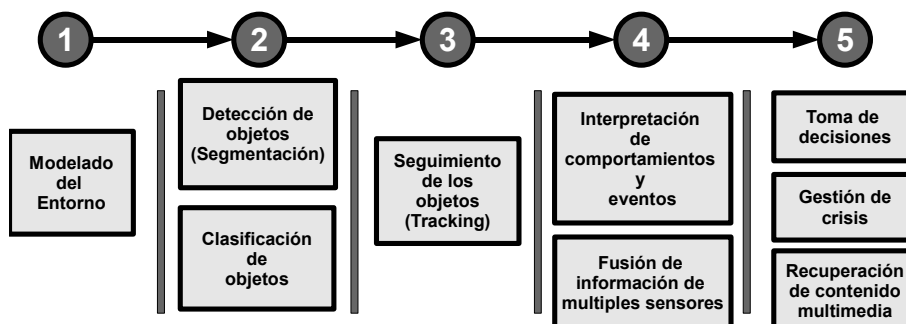 1
2
3
4
5
Modelado
del
Entorno
Detección de
objetos
(Segmentación)
Clasificación
de
objetos
Seguimiento
de los
objetos
(Tracking)
Interpretación
de
comportamientos
y
eventos
Fusión de
información de
multiples sensores
Toma de
decisiones
Gestión de
crisis
Recuperación
de contenido
multimedia